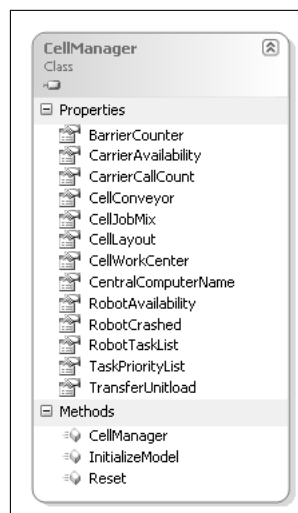 CellManager
Class
Properties
BarrierCounter
CarrierAvailability
CarrierCallCount
CellConveyor
CellJobMix
CellLayout
CellWorkCenter
CentralComputerName
RobotAvailability
RobotCrashed
RobotTaskList
TaskPriorityList
TransferUnitload
Methods
CellManager
InitializeModel
Reset